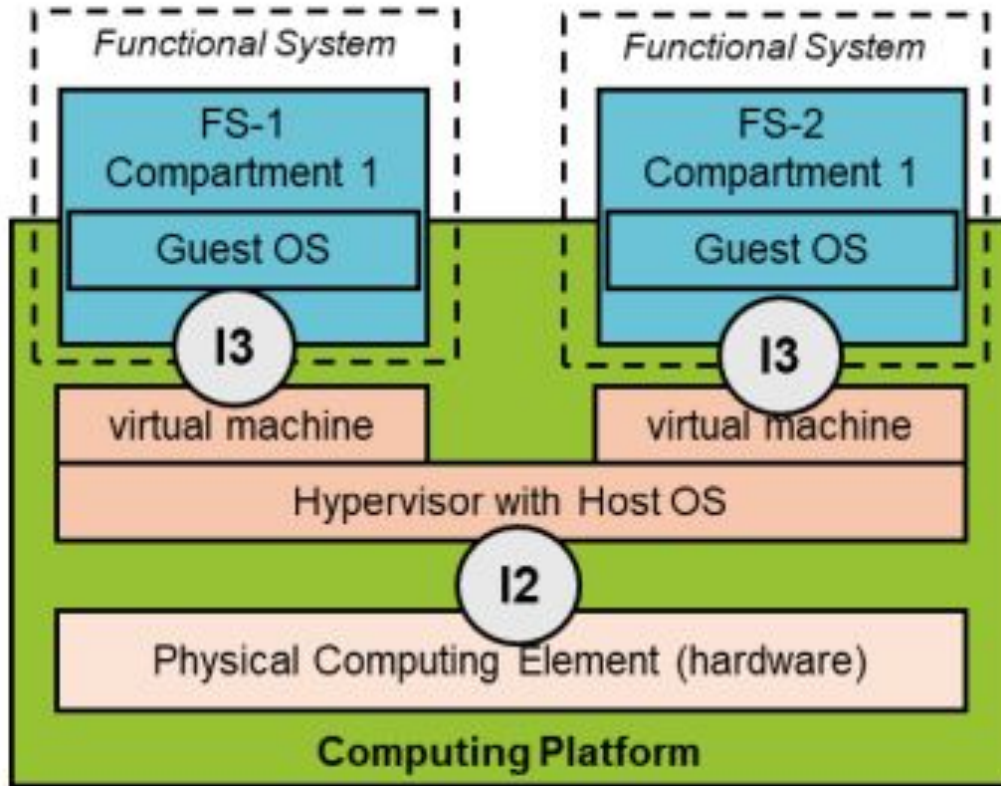 Functional System
Functional System
FS-1
Compartment 1
FS-2
Compartment 1
Guest OS
Guest OS
I3
I3
virtual machine
virtual machine
Hypervisor with Host OS
I2
Physical Computing Element (hardware)
Computing Platform